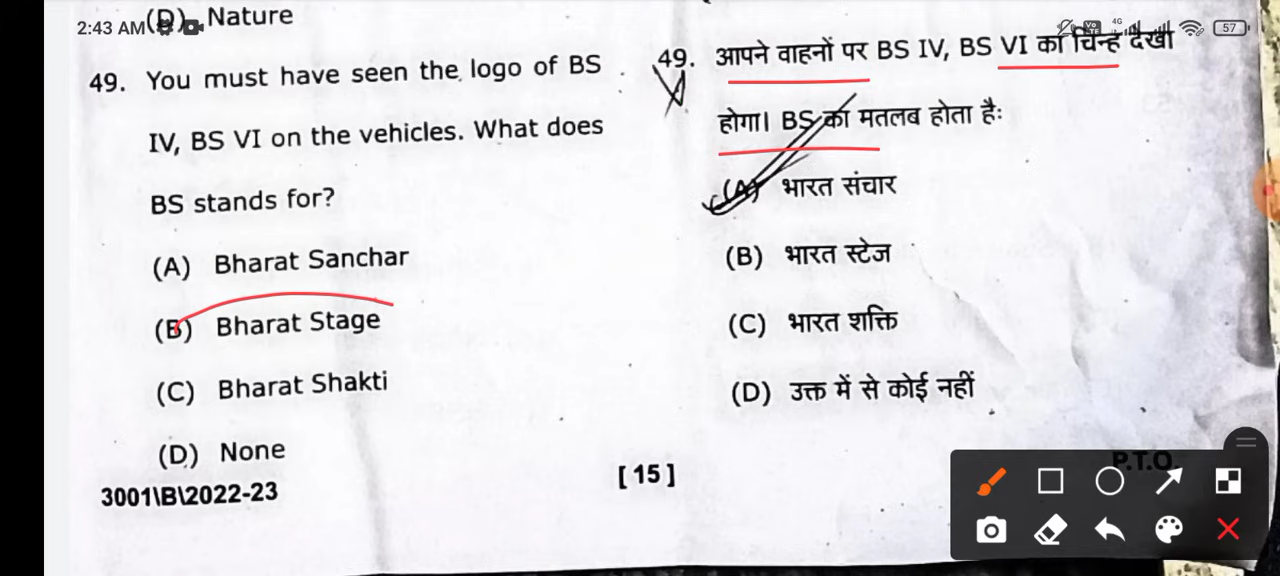 2:43 AM
4G
57
(D) Nature
49. You must have seen the logo of BS
IV, BS VI on the vehicles. What does
BS stands for?
(A) Bharat Sanchar
(B) Bharat Stage
(C) Bharat Shakti
(D) None
3001\B\2022-23
49. आपने वाहनों पर BS IV, BS VI का चिन्ह देखा
होगा। BS का मतलब होता है:
(A) भारत संचार
(B) भारत स्टेज
(C) भारत शक्ति
(D) उक्त में से कोई नहीं
[15]
P.T.O.